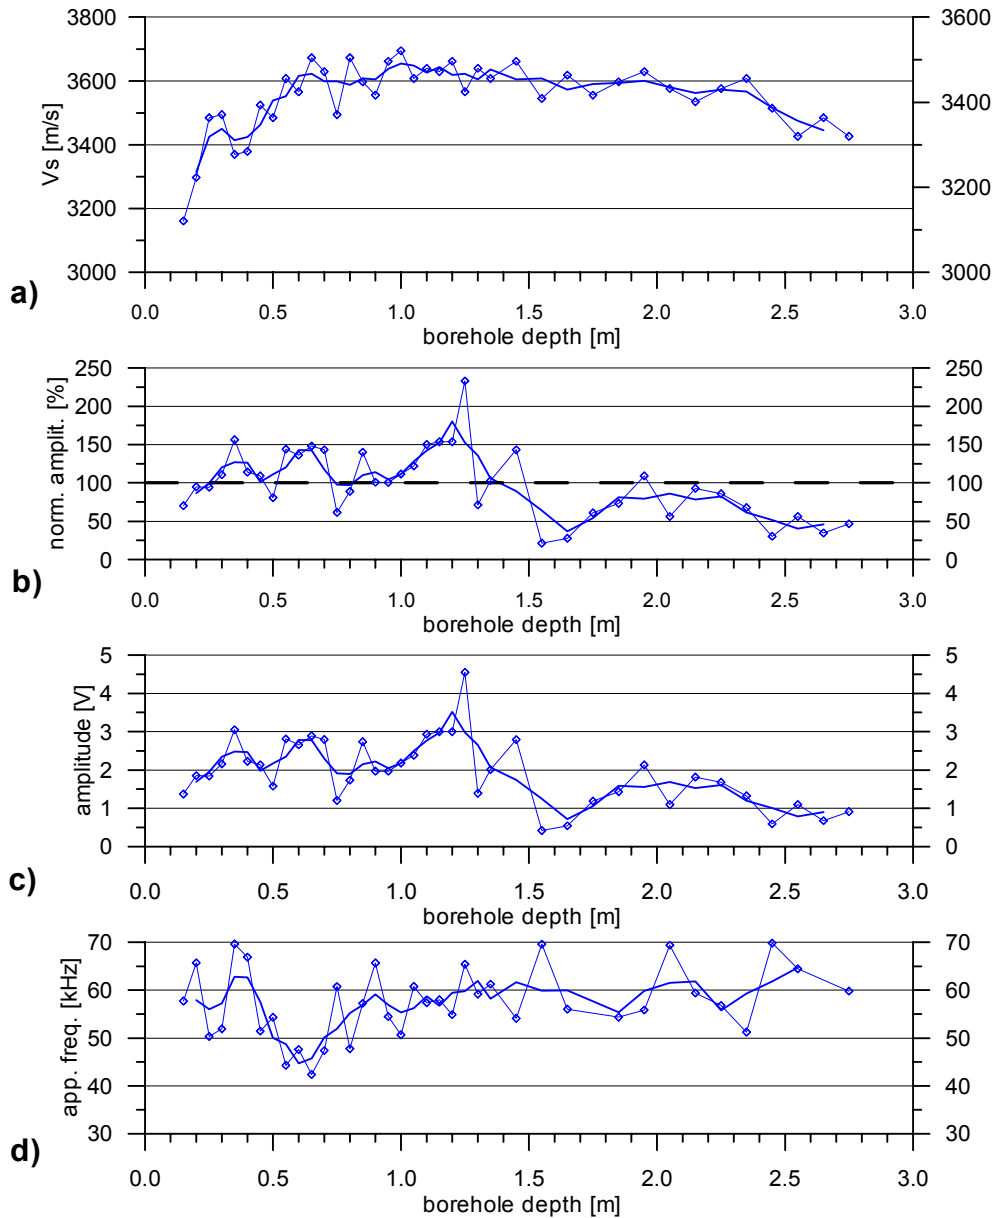 3800 3600
3600 3400
3400
3200 3200
3000 3000
Vs [m/s]
a)
0.0 0.5 1.0 1.5 2.0 2.5 3.0
borehole depth [m]
250 250
200 200
150 150
100 100
50 50
0 0
norm. amplit. [%]
b)
0.0 0.5 1.0 1.5 2.0 2.5 3.0
borehole depth [m]
5 5
4 4
3 3
2 2
1 1
0 0
amplitude [V]
c)
0.0 0.5 1.0 1.5 2.0 2.5 3.0
borehole depth [m]
70 70
60 60
50 50
40 40
30 30
app. freq. [kHz]
d)
0.0 0.5 1.0 1.5 2.0 2.5 3.0
borehole depth [m]